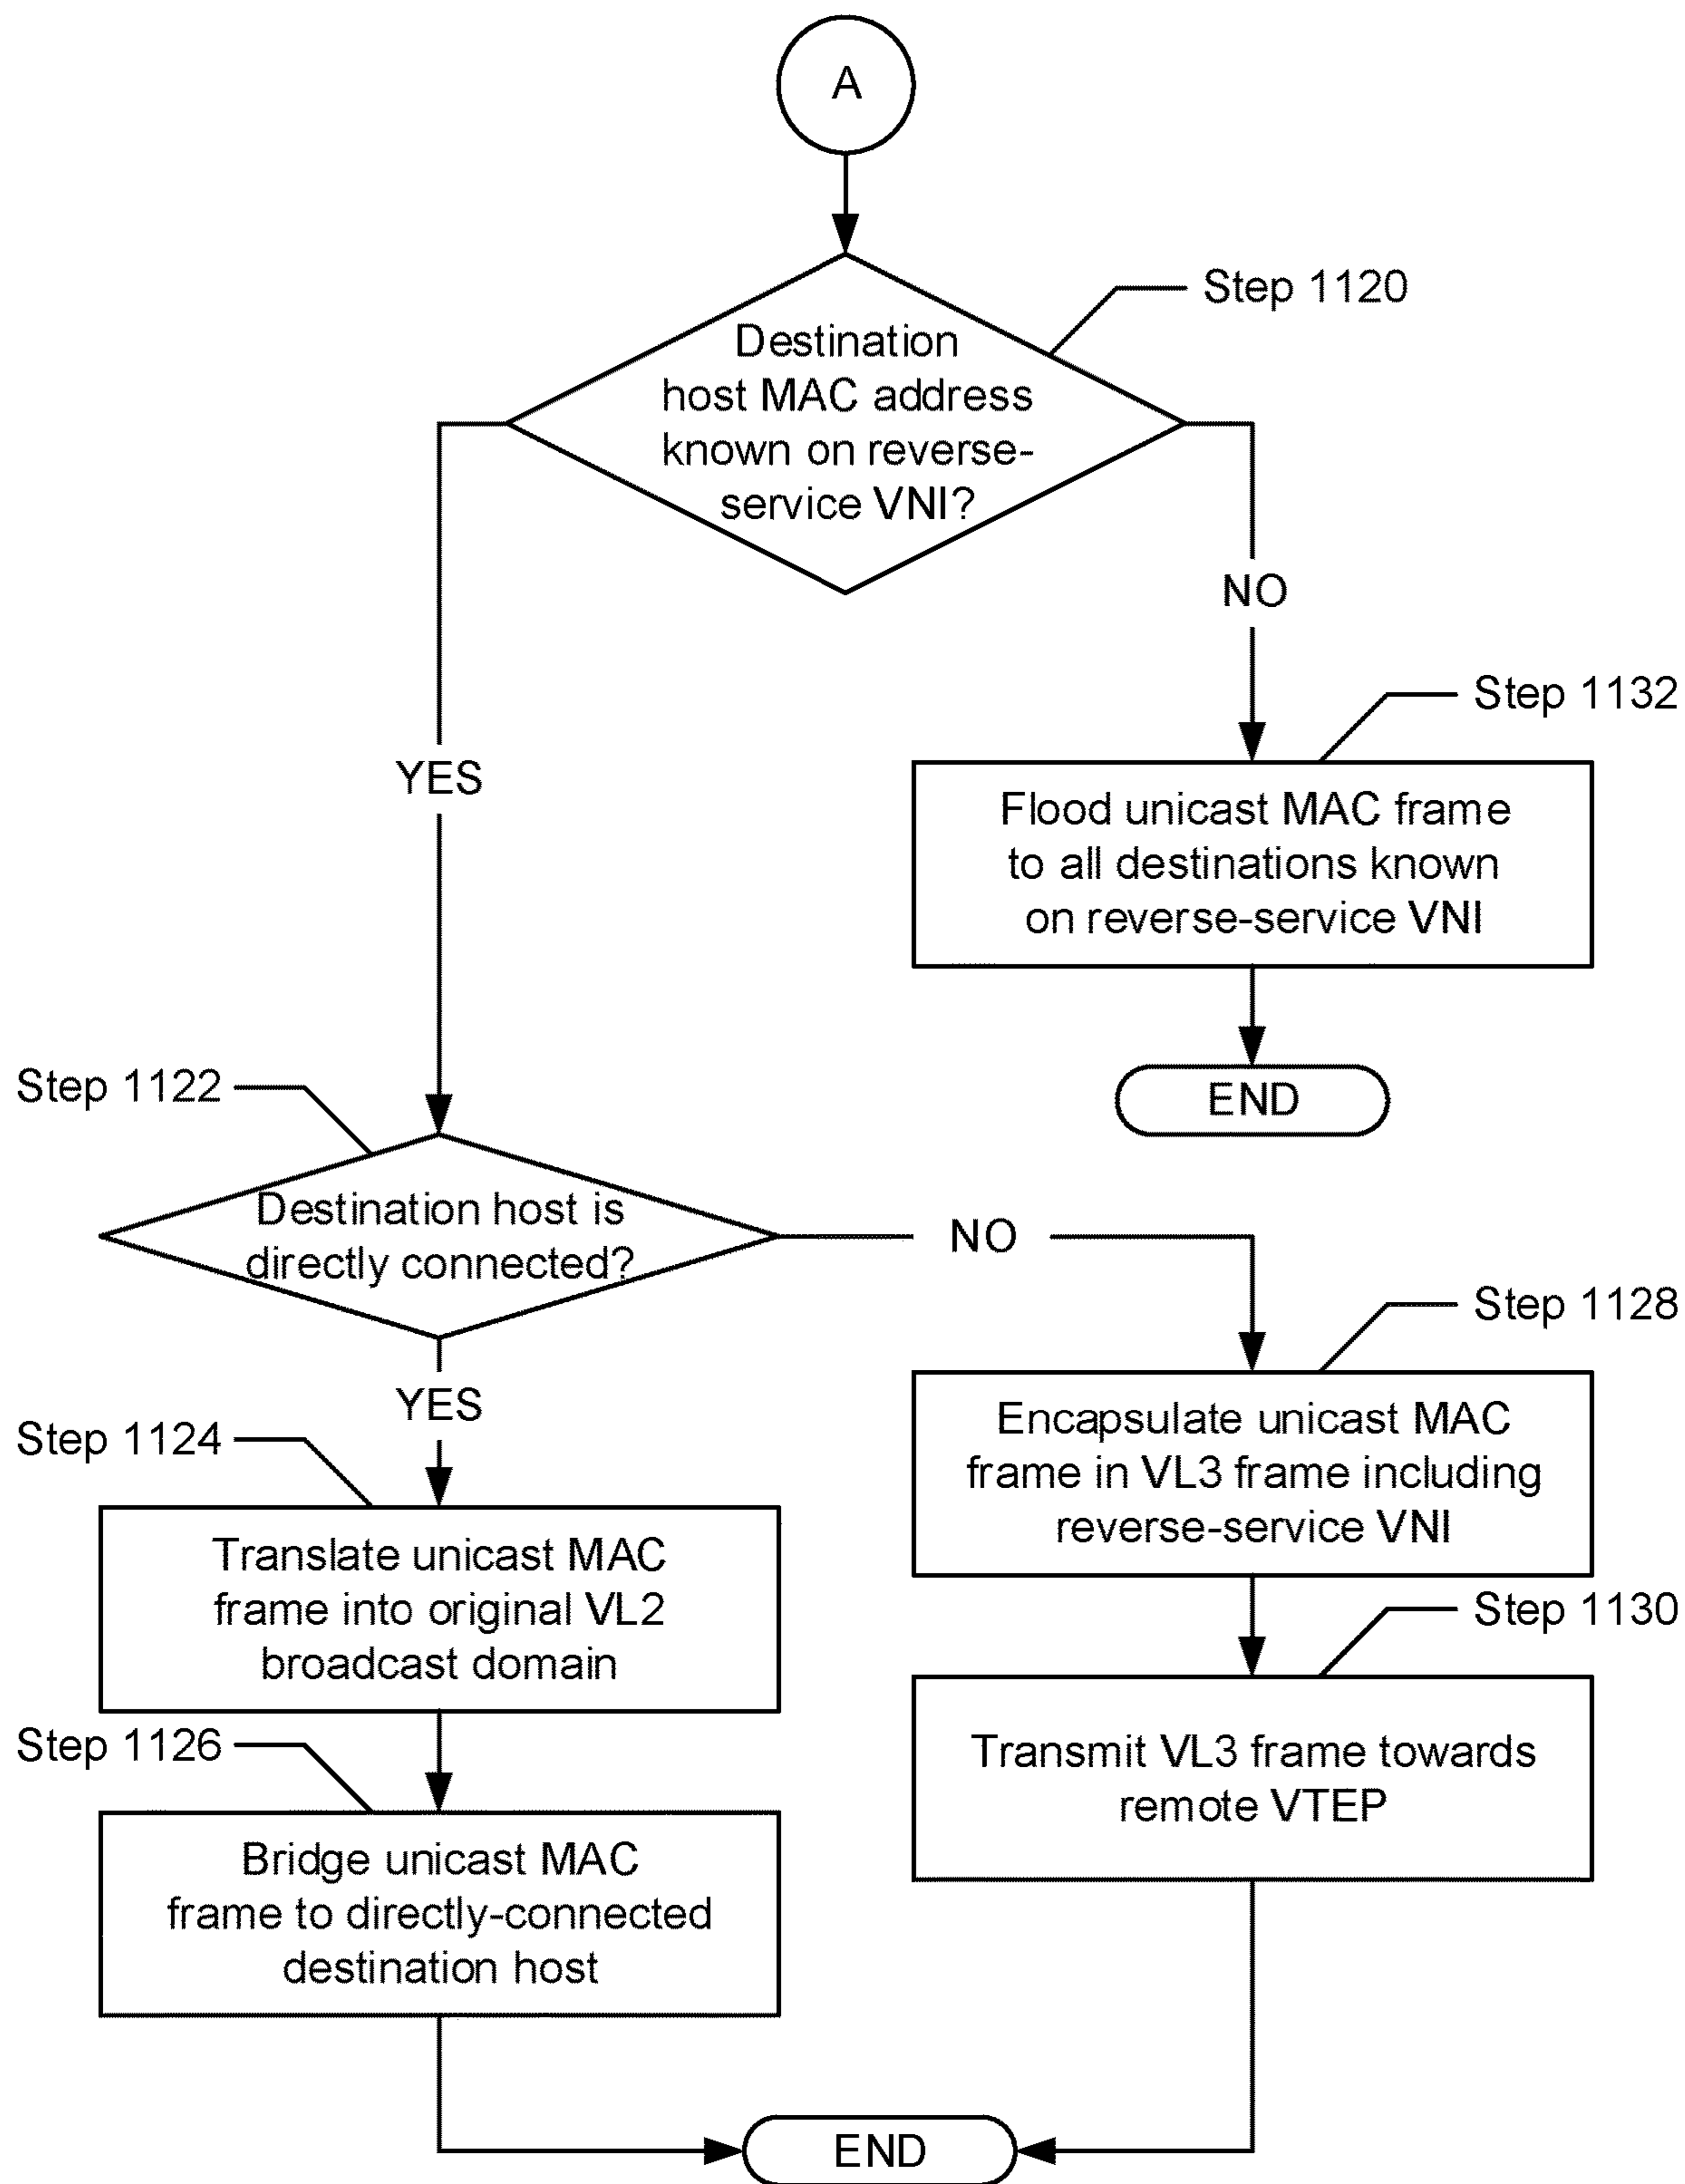 A
Step 1120
Destination
host MAC address
known on reverse-
service VNI?
NO
YES
Step 1132
Flood unicast MAC frame
to all destinations known
on reverse-service VNI
END
Step 1122
Destination host is
directly connected?
NO
YES
Step 1128
Encapsulate unicast MAC
frame in VL3 frame including
reverse-service VNI
Step 1124
Translate unicast MAC
frame into original VL2
broadcast domain
Step 1130
Transmit VL3 frame towards
remote VTEP
Step 1126
Bridge unicast MAC
frame to directly-connected
destination host
END